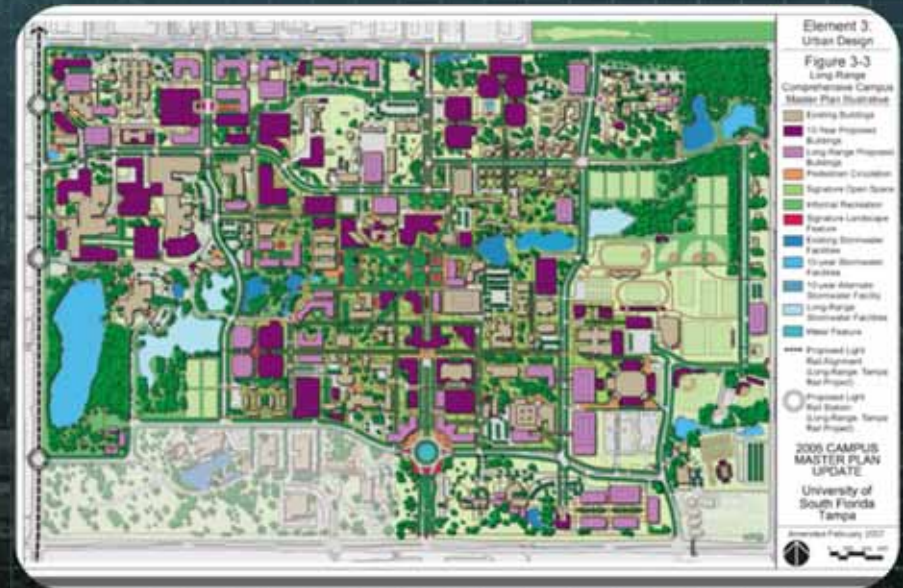 Element 3:
Urban Design
Figure 3-3
Long-Range
Comprehensive Campus
Master Plan Illustrative
Existing Buildings
10-Year Proposed
Buildings
Long-Range Proposed
Buildings
Pedestrian Circulation
Signature Open Space
Informal Recreation
Signature Landscape
Feature
Existing Stormwater
Facilities
10-year Stormwater
Facilities
10-year Alternate
Stormwater Facility
Long-Range
Stormwater Facilities
Water Feature
Proposed Light
Rail Alignment
(Long-Range, Tampa
Rail Project)
Proposed Light
Rail Station
(Long-Range, Tampa
Rail Project)
2005 CAMPUS
MASTER PLAN
UPDATE
University of
South Florida
Tampa
Amended February 2007